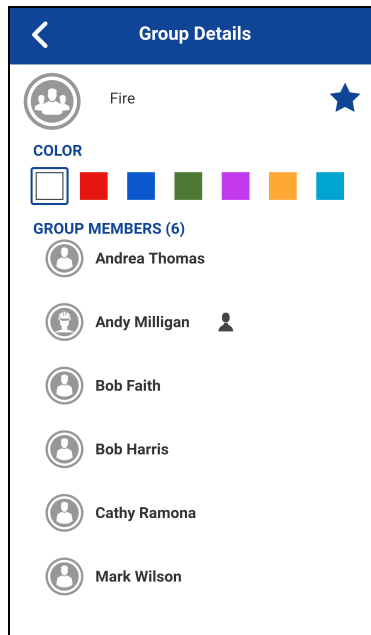 Group Details
Fire
COLOR
GROUP MEMBERS (6)
Andrea Thomas
Andy Milligan
Bob Faith
Bob Harris
Cathy Ramona
Mark Wilson